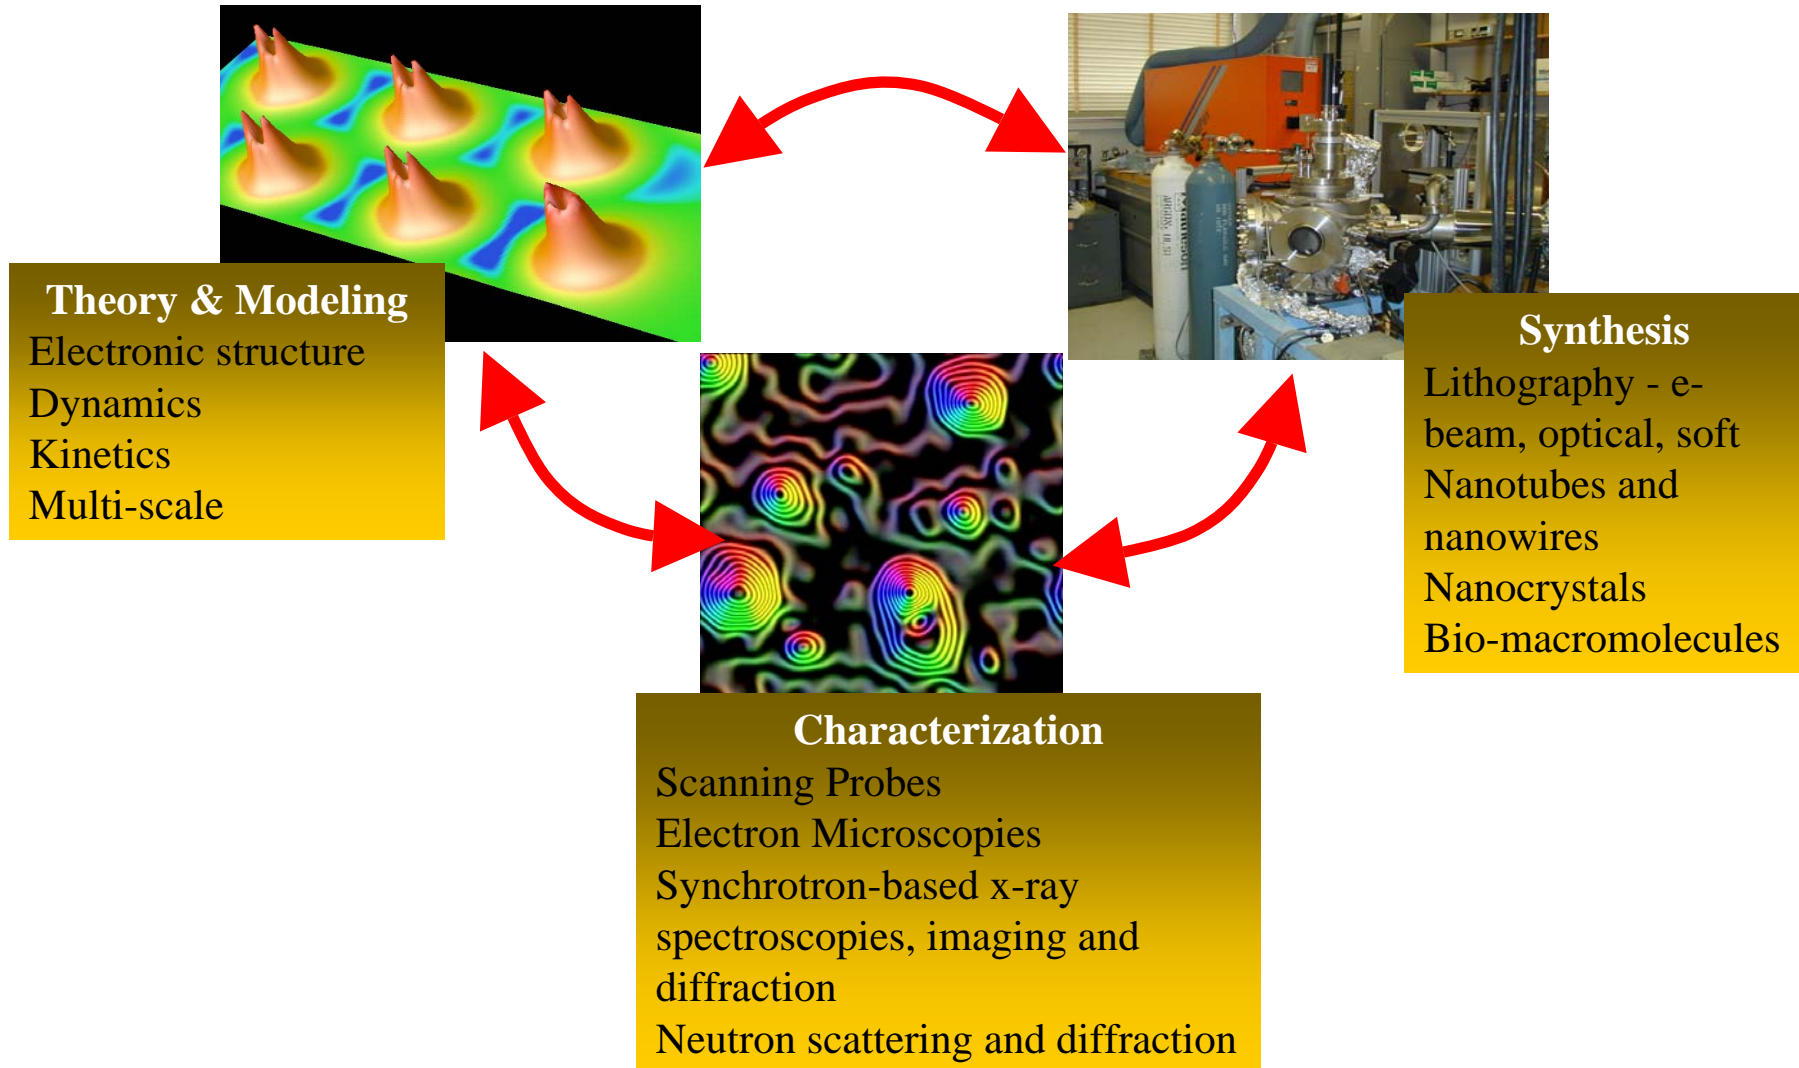 Theory & Modeling
Electronic structure
Dynamics
Kinetics
Multi-scale
Synthesis
Lithography - e-
beam, optical, soft
Nanotubes and
nanowires
Nanocrystals
Bio-macromolecules
Characterization
Scanning Probes
Electron Microscopies
Synchrotron-based x-ray
spectroscopies, imaging and
diffraction
Neutron scattering and diffraction